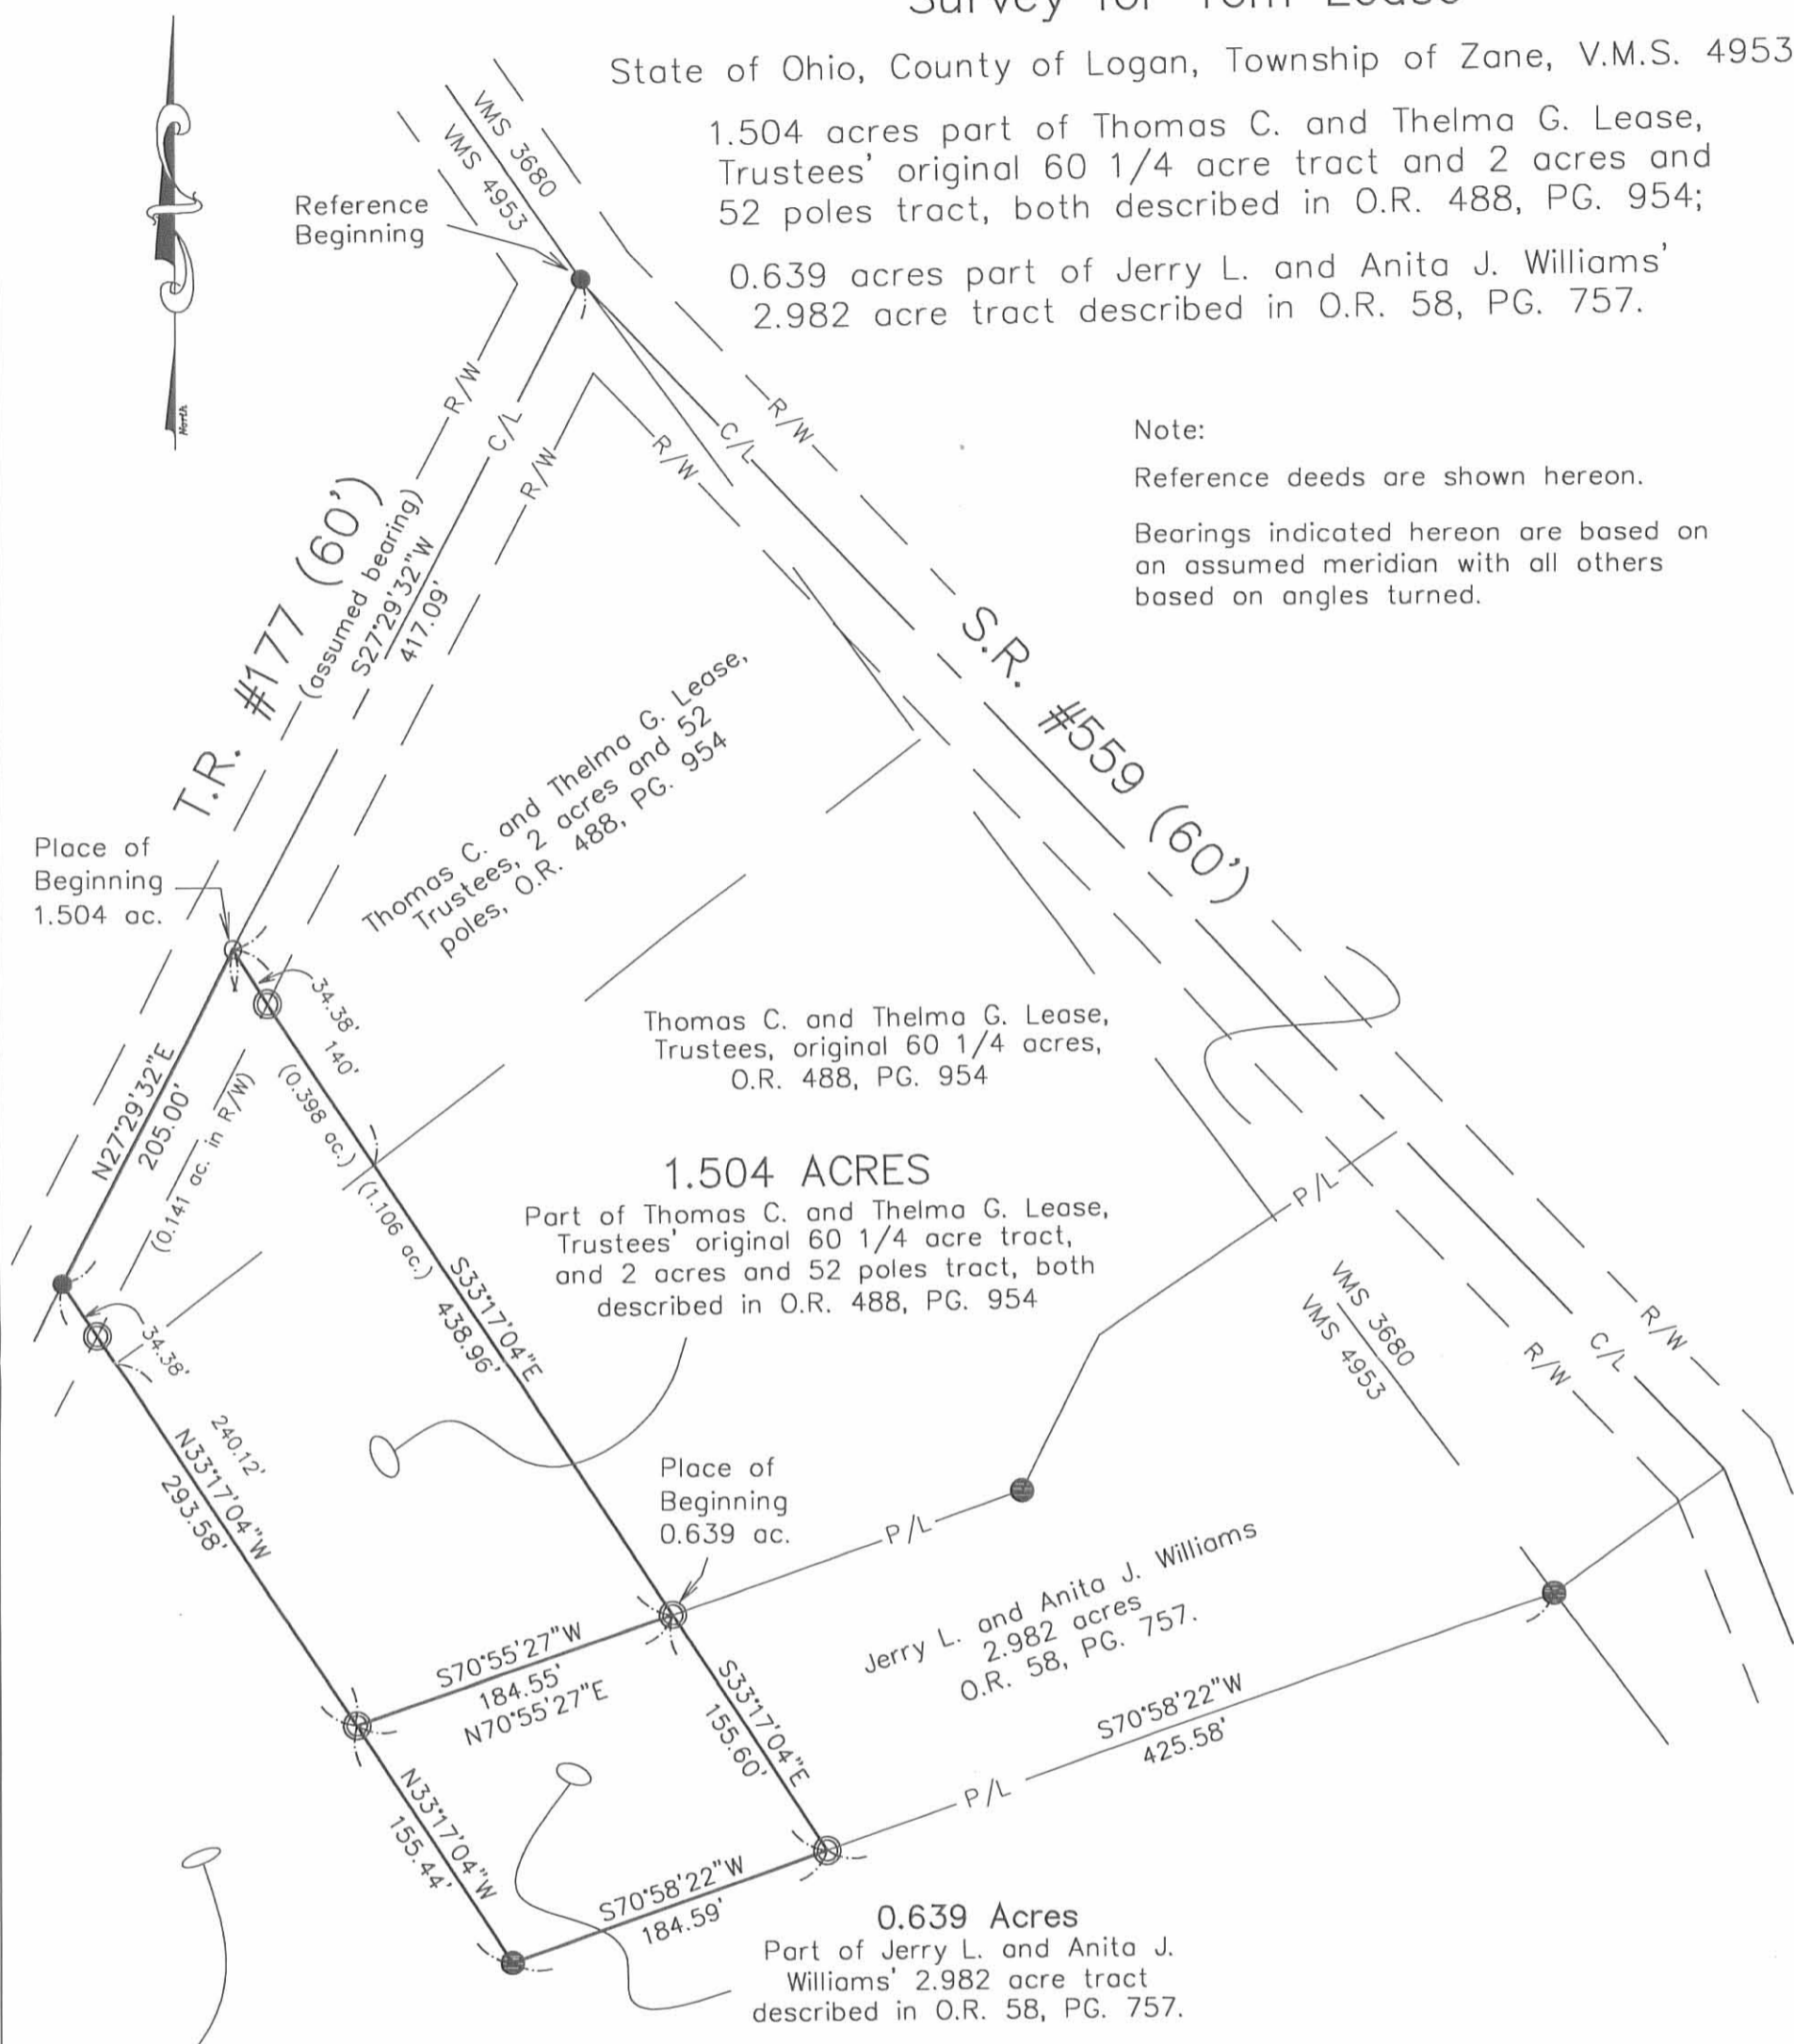 Survey for Tom Lease
State of Ohio, County of Logan, Township of Zane, V.M.S. 4953
1.504 acres part of Thomas C. and Thelma G. Lease,
Trustees' original 60 1/4 acre tract and 2 acres and
52 poles tract, both described in O.R. 488, PG. 954;
0.639 acres part of Jerry L. and Anita J. Williams'
2.982 acre tract described in O.R. 58, PG. 757.
North
VMS 3680
VMS 4953
Reference
Beginning
R/W
C/L
R/W
R/W
C/L
R/W
Note:
Reference deeds are shown hereon.
Bearings indicated hereon are based on
an assumed meridian with all others
based on angles turned.
T.R. #177 (60')
(assumed bearing)
S27°29'32"W
417.09'
S.R. #559 (60')
Thomas C. and Thelma G. Lease,
Trustees, 2 acres and 52
poles, O.R. 488, PG. 954
Place of
Beginning
1.504 ac.
34.38'
140'
(0.398 ac.)
(1.106 ac.)
N27°29'32"E
205.00'
(0.141 ac. in R/W)
Thomas C. and Thelma G. Lease,
Trustees, original 60 1/4 acres,
O.R. 488, PG. 954
1.504 ACRES
Part of Thomas C. and Thelma G. Lease,
Trustees' original 60 1/4 acre tract,
and 2 acres and 52 poles tract, both
described in O.R. 488, PG. 954
P/L
S33°17'04"E
438.96'
34.38'
240.12'
N33°17'04"W
293.58'
VMS 3680
VMS 4953
R/W
C/L
R/W
Place of
Beginning
0.639 ac.
P/L
Jerry L. and Anita J. Williams
2.982 acres
O.R. 58, PG. 757.
S70°55'27"W
184.55'
N70°55'27"E
S33°17'04"E
155.60'
S70°58'22"W
425.58'
P/L
N33°17'04"W
155.44'
S70°58'22"W
184.59'
0.639 Acres
Part of Jerry L. and Anita J.
Williams' 2.982 acre tract
described in O.R. 58, PG. 757.